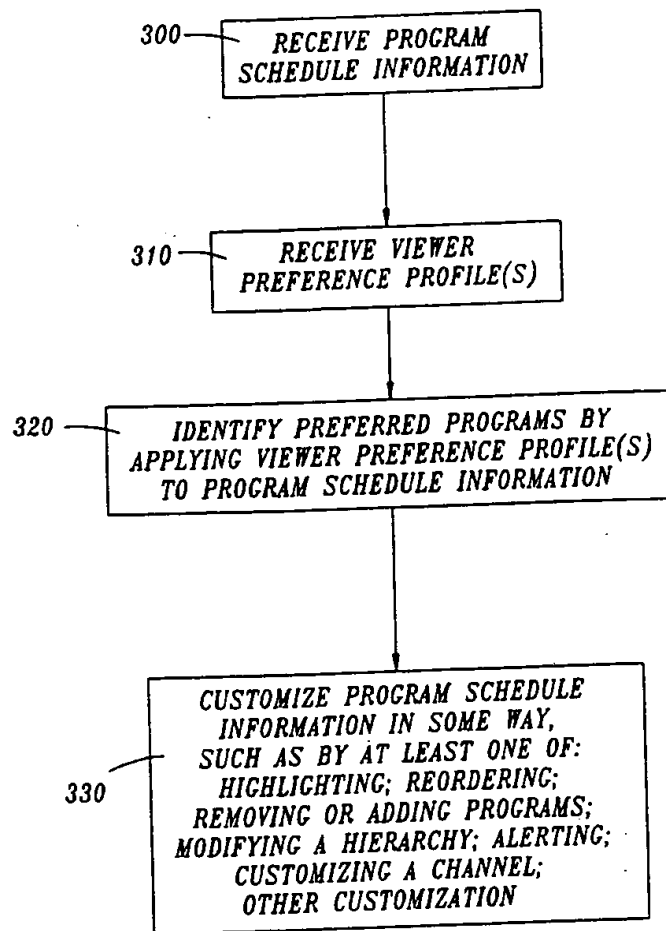 300
RECEIVE PROGRAM
SCHEDULE INFORMATION
310
RECEIVE VIEWER
PREFERENCE PROFILE(S)
320
IDENTIFY PREFERRED PROGRAMS BY
APPLYING VIEWER PREFERENCE PROFILE(S)
TO PROGRAM SCHEDULE INFORMATION
330
CUSTOMIZE PROGRAM SCHEDULE
INFORMATION IN SOME WAY,
SUCH AS BY AT LEAST ONE OF:
HIGHLIGHTING; REORDERING;
REMOVING OR ADDING PROGRAMS;
MODIFYING A HIERARCHY; ALERTING;
CUSTOMIZING A CHANNEL;
OTHER CUSTOMIZATION